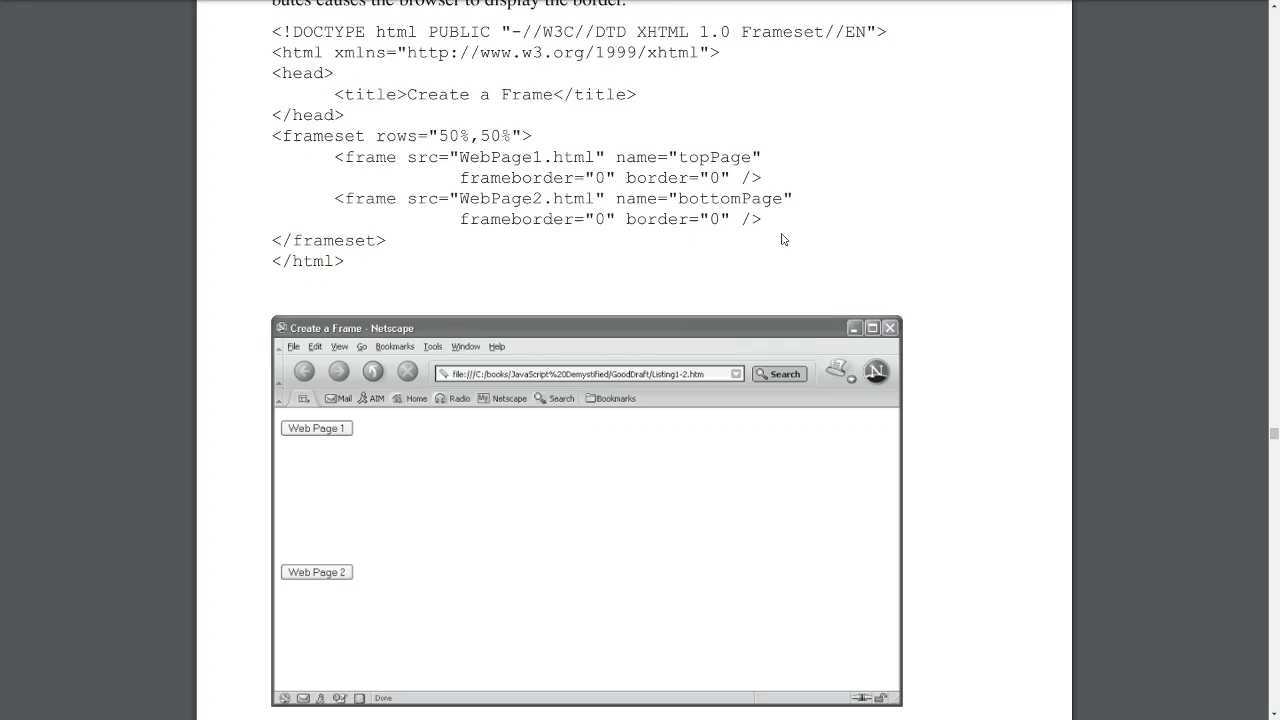 butes causes the browser to display the border.
<!DOCTYPE html PUBLIC "-//W3C//DTD XHTML 1.0 Frameset//EN">
<html xmlns="http://www.w3.org/1999/xhtml">
<head>
<title>Create a Frame</title>
</head>
<frameset rows="50%,50%">
<frame src="WebPage1.html" name="topPage"
frameborder="0" border="0" />
<frame src="WebPage2.html" name="bottomPage"
frameborder="0" border="0" />
</frameset>
</html>
Create a Frame - Netscape
File Edit View Go Bookmarks Tools Window Help
file:///C:/books/JavaScript%20Demystified/GoodDraft/Listing1-2.htm Search N
Mail AIM Home Radio My Netscape Search Bookmarks
Web Page 1
Web Page 2
Done